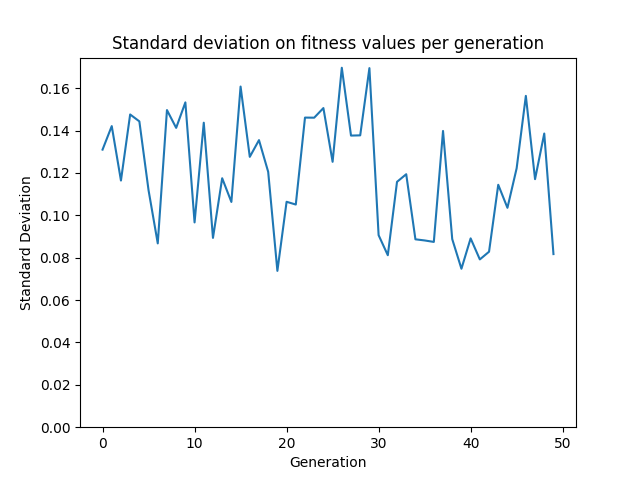 Standard deviation on fitness values per generation
0.16
0.14
0.12
0.10
0.08
0.06
0.04
0.02
0.00
Standard Deviation
0 10 20 30 40 50
Generation